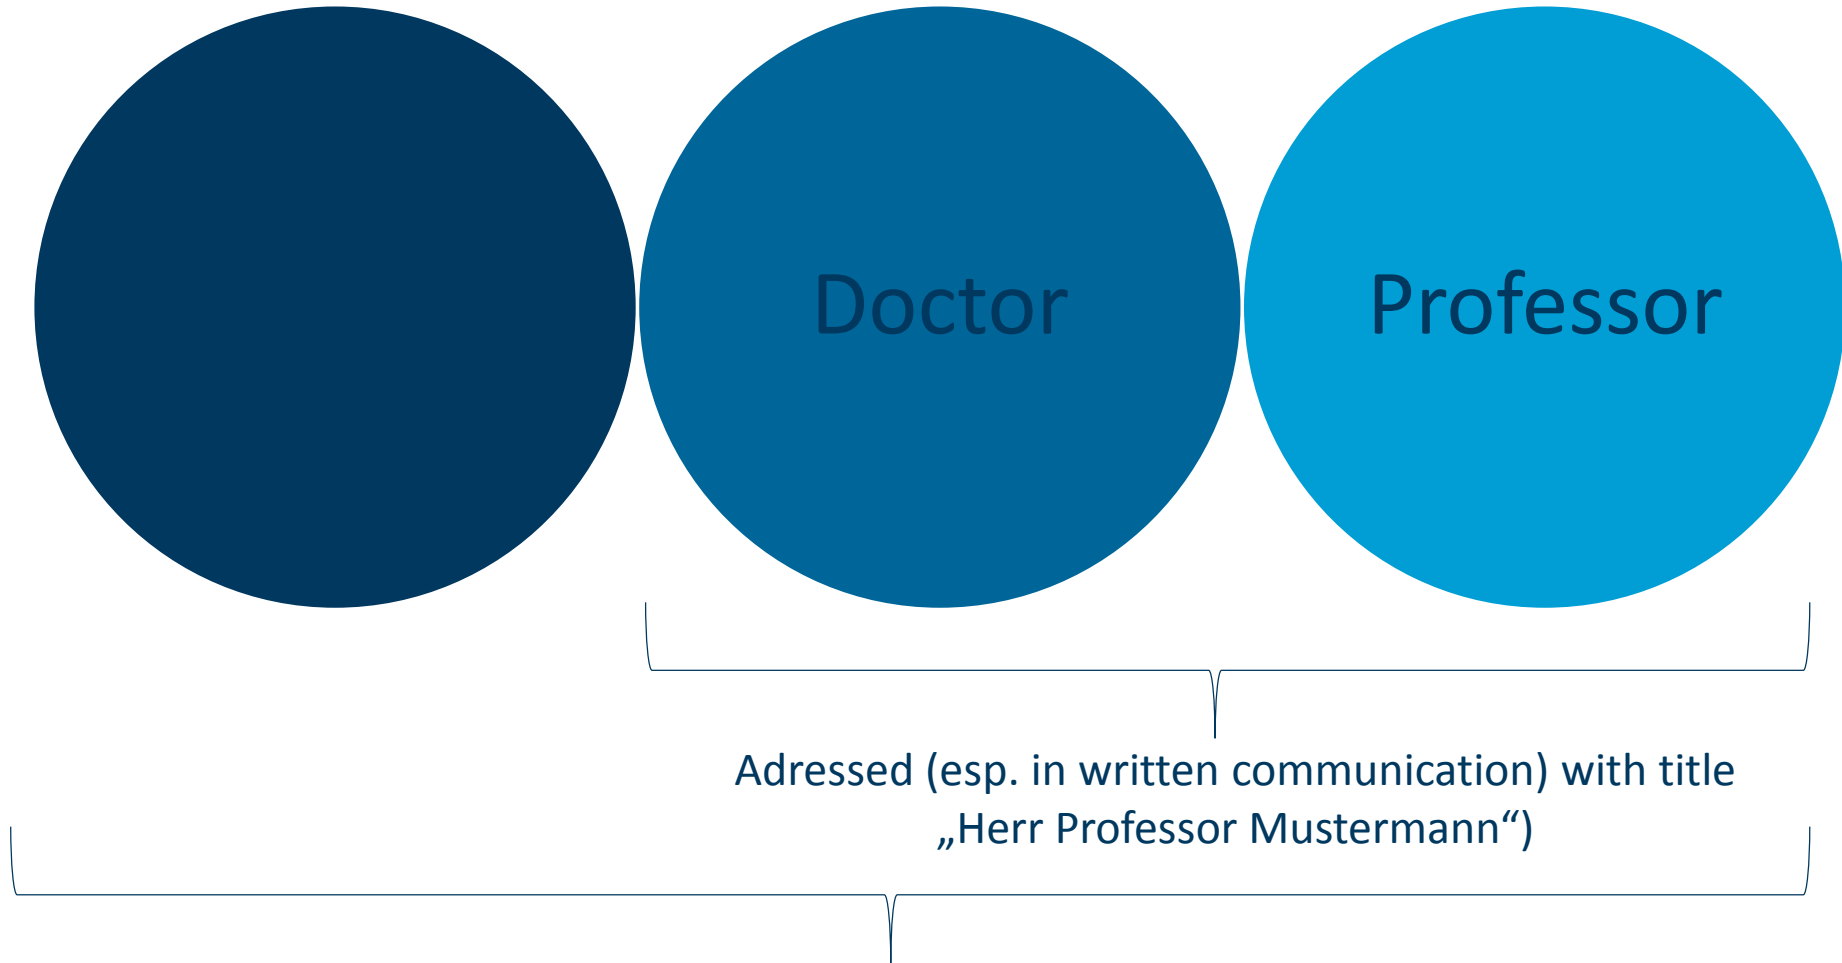 Doctor
Professor
Adressed (esp. in written communication) with title
„Herr Professor Mustermann“)